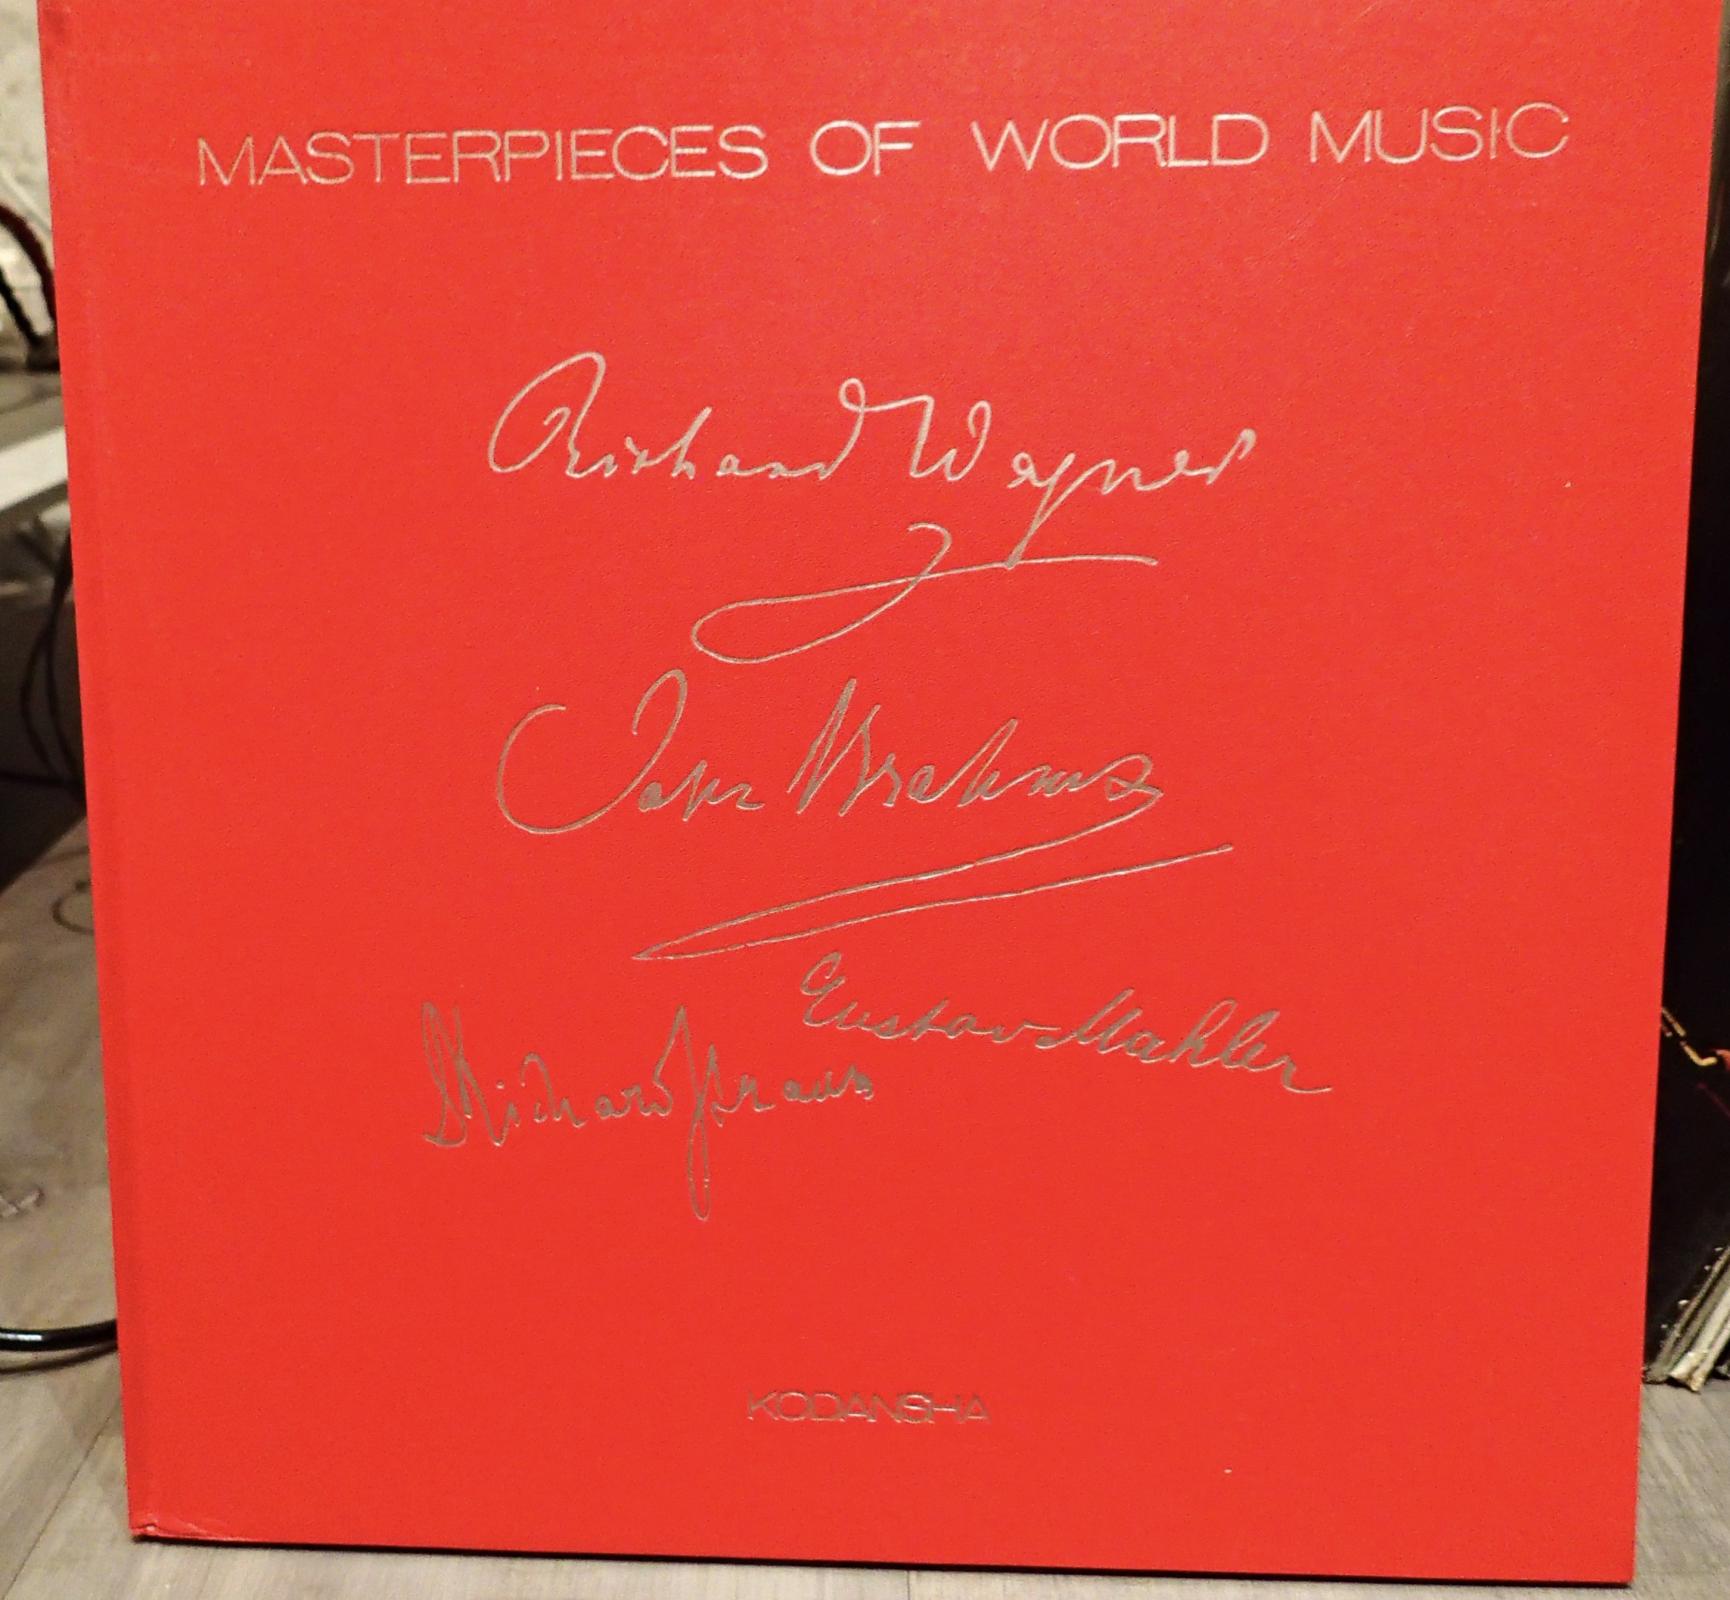 MASTERPIECES OF WORLD MUSIC
Richard Wagner
Johs Brahms
Gustav Mahler
Richard Strauss
KODANSHA